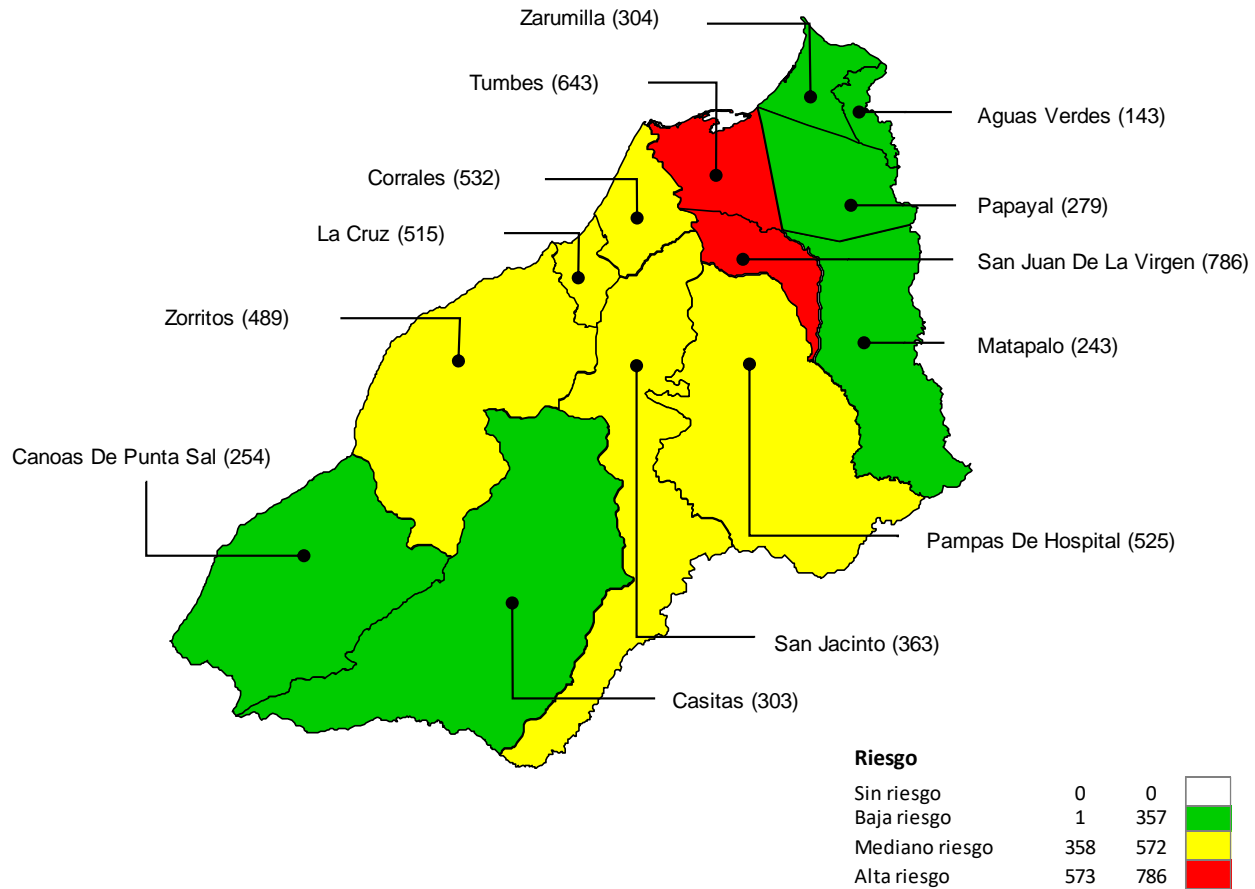 Zarumilla (304)
Tumbes (643)
Aguas Verdes (143)
Corrales (532)
Papayal (279)
La Cruz (515)
San Juan De La Virgen (786)
Zorritos (489)
Matapalo (243)
Canoas De Punta Sal (254)
Pampas De Hospital (525)
San Jacinto (363)
Casitas (303)
Riesgo
Sin riesgo 0 0
Baja riesgo 1 357
Mediano riesgo 358 572
Alta riesgo 573 786